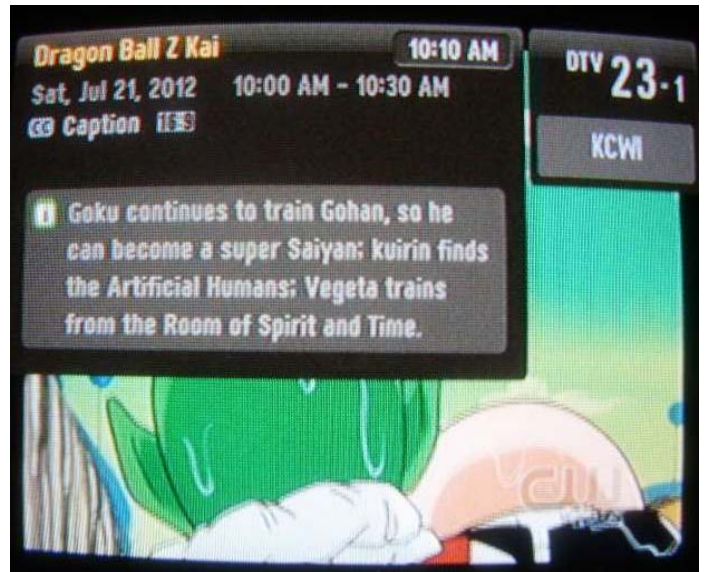 Dragon Ball Z Kai
10:10 AM
DTV 23-1
Sat, Jul 21, 2012 10:00 AM - 10:30 AM
CC Caption 16:9
KCWI
i Goku continues to train Gohan, so he
can become a super Saiyan; kuirin finds
the Artificial Humans; Vegeta trains
from the Room of Spirit and Time.
CW